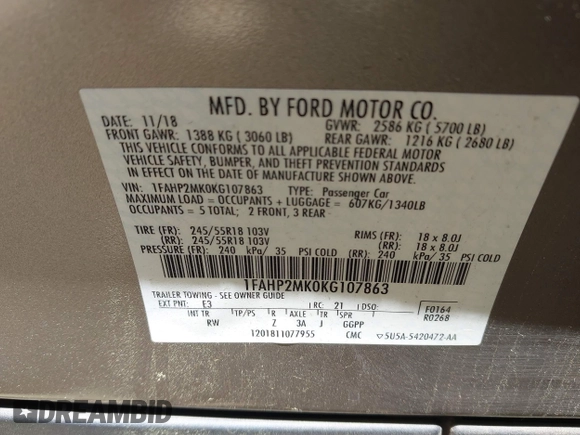 MFD. BY FORD MOTOR CO.
DATE: 11/18 GVWR: 2586 KG ( 5700 LB)
FRONT GAWR: 1388 KG ( 3060 LB) REAR GAWR: 1216 KG ( 2680 LB)
THIS VEHICLE CONFORMS TO ALL APPLICABLE FEDERAL MOTOR
VEHICLE SAFETY, BUMPER, AND THEFT PREVENTION STANDARDS
IN EFFECT ON THE DATE OF MANUFACTURE SHOWN ABOVE.
VIN: 1FAHP2MK0KG107863 TYPE: Passenger Car
MAXIMUM LOAD = OCCUPANTS + LUGGAGE = 607KG/1340LB
OCCUPANTS = 5 TOTAL; 2 FRONT, 3 REAR
TIRE (FR): 245/55R18 103V RIMS (FR): 18 x 8.0J
(RR): 245/55R18 103V (RR): 18 x 8.0J
PRESSURE (FR): 240 kPa/ 35 PSI COLD (RR): 240 kPa/ 35 PSI COLD
1FAHP2MK0KG107863
TRAILER TOWING - SEE OWNER GUIDE
EXT PNT: E3 RC: 21 DSO: F0164
INT TR TP/PS R AXLE TR SPR R0268
RW Z 3A J GGPP
1201811077955 CMC ▽ SU5A-5420472-AA
DREAMBID